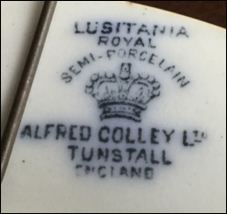 LUSITANIA
ROYAL
SEMI-PORCELAIN
ALFRED COLLEY LTD
TUNSTALL
ENGLAND